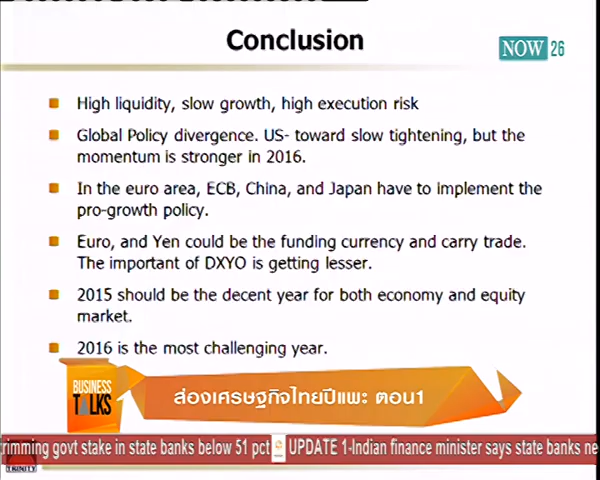 Conclusion
NOW 26
High liquidity, slow growth, high execution risk
Global Policy divergence. US- toward slow tightening, but the
momentum is stronger in 2016.
In the euro area, ECB, China, and Japan have to implement the
pro-growth policy.
Euro, and Yen could be the funding currency and carry trade.
The important of DXYO is getting lesser.
2015 should be the decent year for both economy and equity
market.
2016 is the most challenging year.
BUSINESS
TALKS
ส่องเศรษฐกิจไทยปีแพะ ตอน1
rimming govt stake in state banks below 51 pct UPDATE 1-Indian finance minister says state banks ne
TRINITY